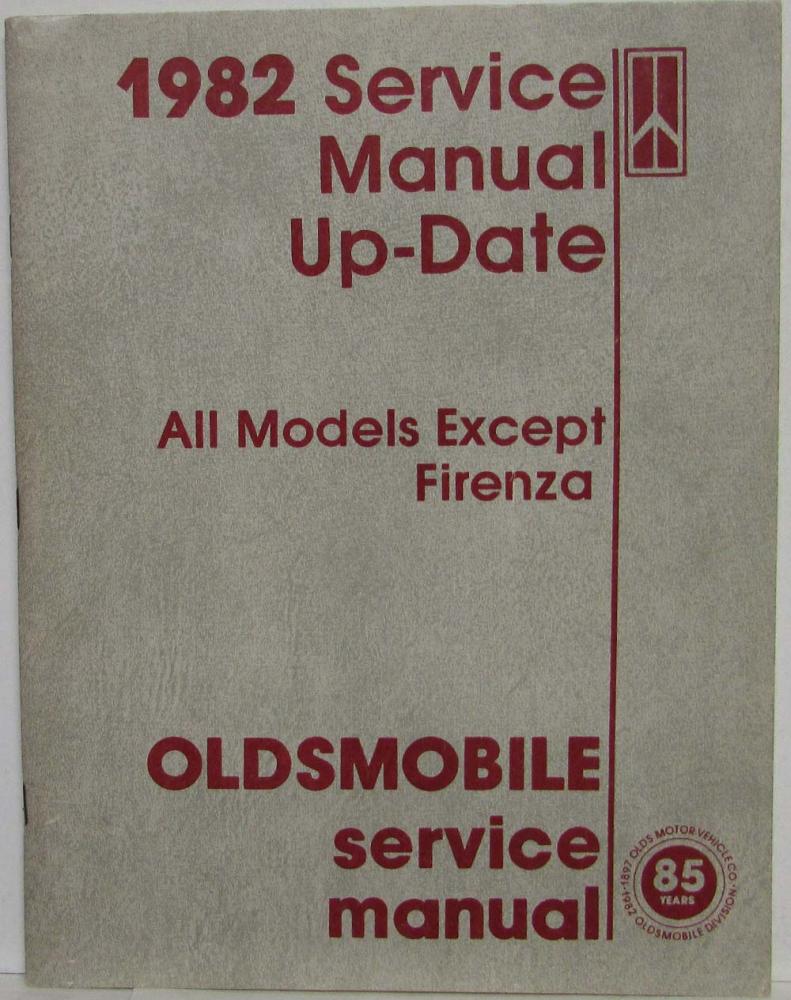 1982 Service
Manual
Up-Date
All Models Except
Firenza
OLDSMOBILE
service
manual
1897 OLDS MOTOR VEHICLE CO.
85
YEARS
1982 OLDSMOBILE DIVISION